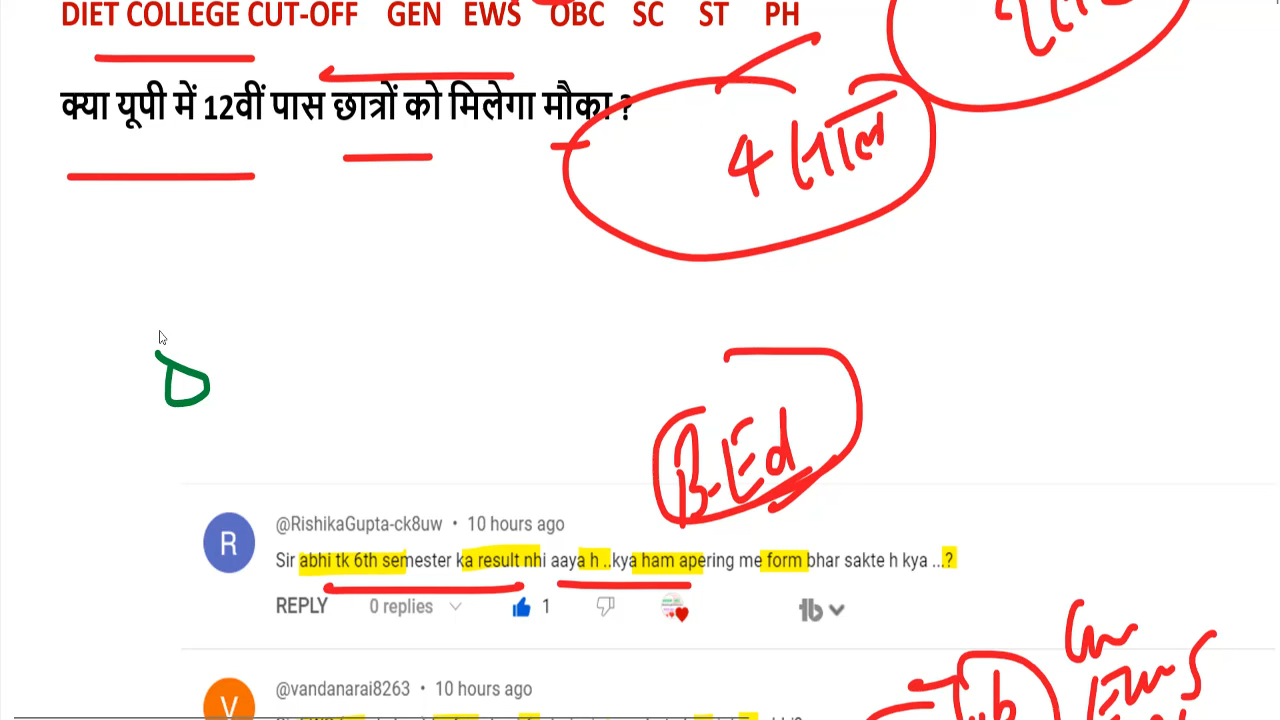 DIET COLLEGE CUT-OFF GEN EWS OBC SC ST PH
क्या यूपी में 12वीं पास छात्रों को मिलेगा मौका ?
4 साल
D
B.Ed
R
@RishikaGupta-ck8uw • 10 hours ago
Sir abhi tk 6th semester ka result nhi aaya h ..kya ham apering me form bhar sakte h kya ...?
REPLY 0 replies 1
tb
V
@vandanarai8263 • 10 hours ago